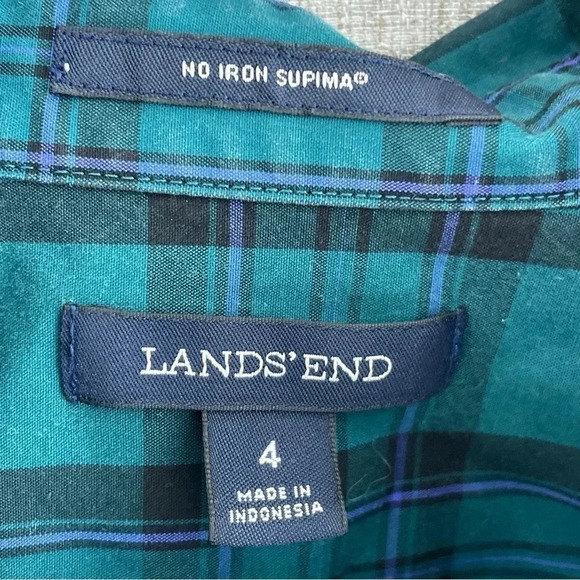 NO IRON SUPIMA®
LANDS' END
4
MADE IN
INDONESIA